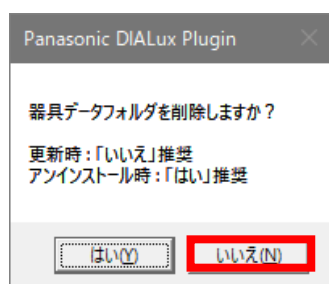 Panasonic DIALux Plugin
器具データフォルダを削除しますか？
更新時：「いいえ」推奨
アンインストール時：「はい」推奨
はい(Y)
いいえ(N)